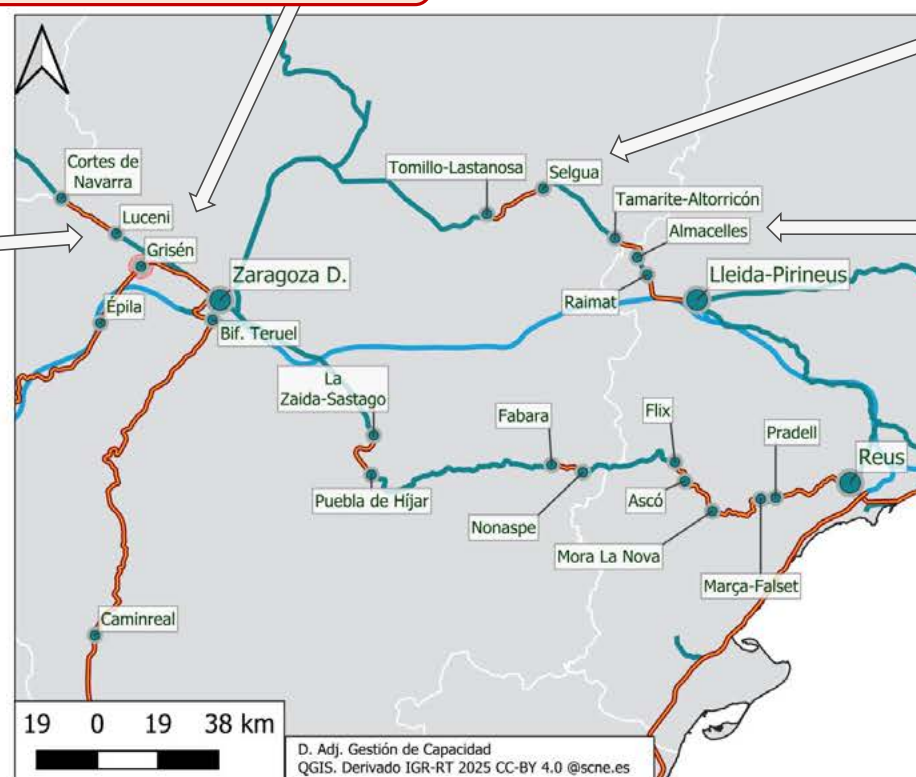 Cortes de
Navarra
Luceni
Grisén
Épila
Zaragoza D.
Bif. Teruel
Tomillo-Lastanosa
Selgua
Tamarite-Altorricón
Almacelles
Raimat
Lleida-Pirineus
La
Zaida-Sastago
Puebla de Híjar
Fabara
Nonaspe
Flix
Ascó
Mora La Nova
Pradell
Reus
Marça-Falset
Caminreal
19 0 19 38 km
D. Adj. Gestión de Capacidad
QGIS. Derivado IGR-RT 2025 CC-BY 4.0 @scne.es